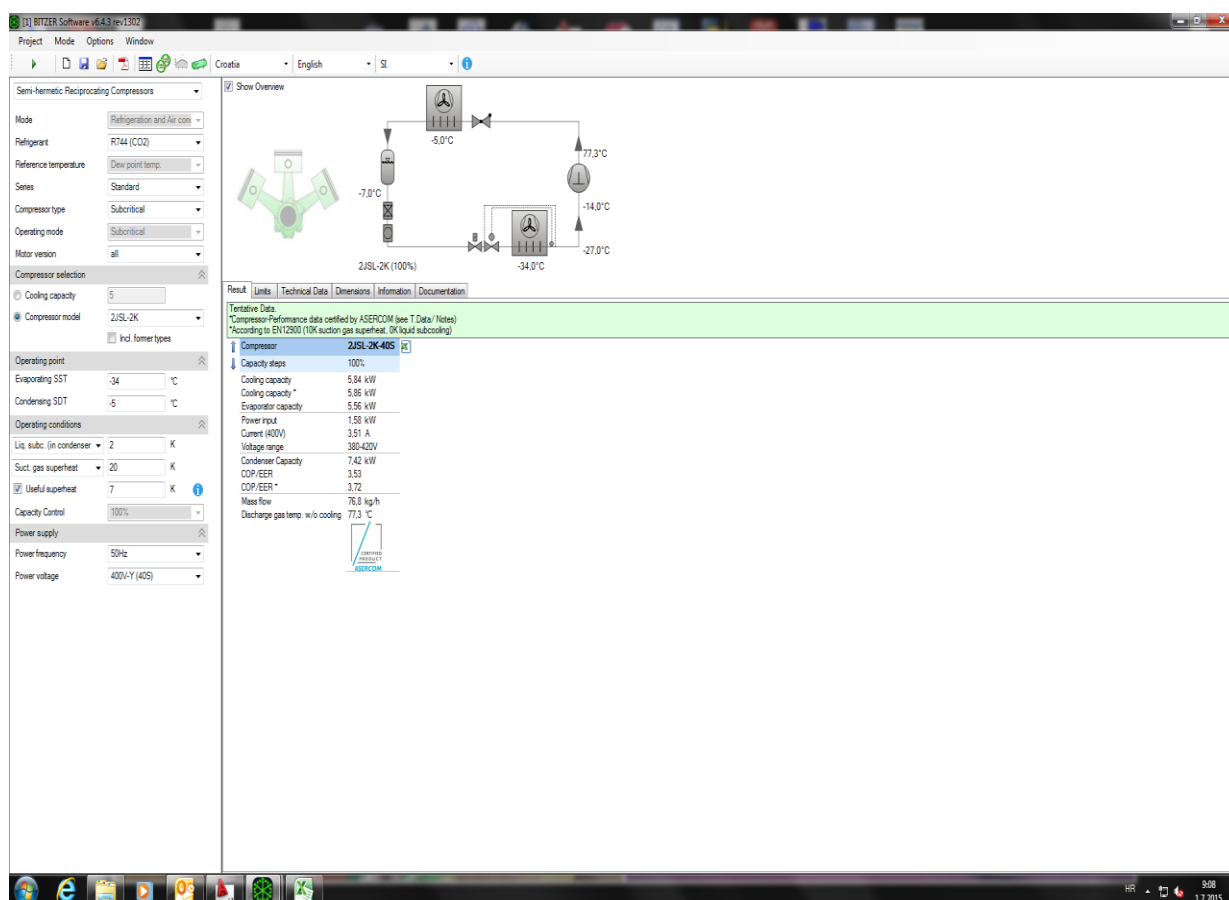 [1] BITZER Software v6.4.3 rev1302
Project Mode Options Window
Croatia English SI
Semi-hermetic Reciprocating Compressors
Mode Refrigeration and Air con
Refrigerant R744 (CO2)
Reference temperature Dew point temp.
Series Standard
Compressor type Subcritical
Operating mode Subcritical
Motor version all
Compressor selection
Cooling capacity 5
Compressor model 2JSL-2K
Incl. former types
Operating point
Evaporating SST -34 °C
Condensing SDT -5 °C
Operating conditions
Liq. subc. (in condenser 2 K
Suct. gas superheat 20 K
Useful superheat 7 K
Capacity Control 100%
Power supply
Power frequency 50Hz
Power voltage 400V-Y (40S)
Show Overview
-5,0°C
77,3°C
-7,0°C
-14,0°C
-27,0°C
2JSL-2K (100%)
-34,0°C
Result Limits Technical Data Dimensions Information Documentation
Tentative Data.
*Compressor-Performance data certified by ASERCOM (see T.Data/ Notes)
*According to EN12900 (10K suction gas superheat, 0K liquid subcooling)
Compressor 2JSL-2K-40S
Capacity steps 100%
Cooling capacity 5,84 kW
Cooling capacity * 5,86 kW
Evaporator capacity 5,56 kW
Power input 1,58 kW
Current (400V) 3,51 A
Voltage range 380-420V
Condenser Capacity 7,42 kW
COP/EER 3,53
COP/EER * 3,72
Mass flow 76,8 kg/h
Discharge gas temp. w/o cooling 77,3 °C
CERTIFIED
PRODUCT
ASERCOM
HR
9:08
1.7.2015